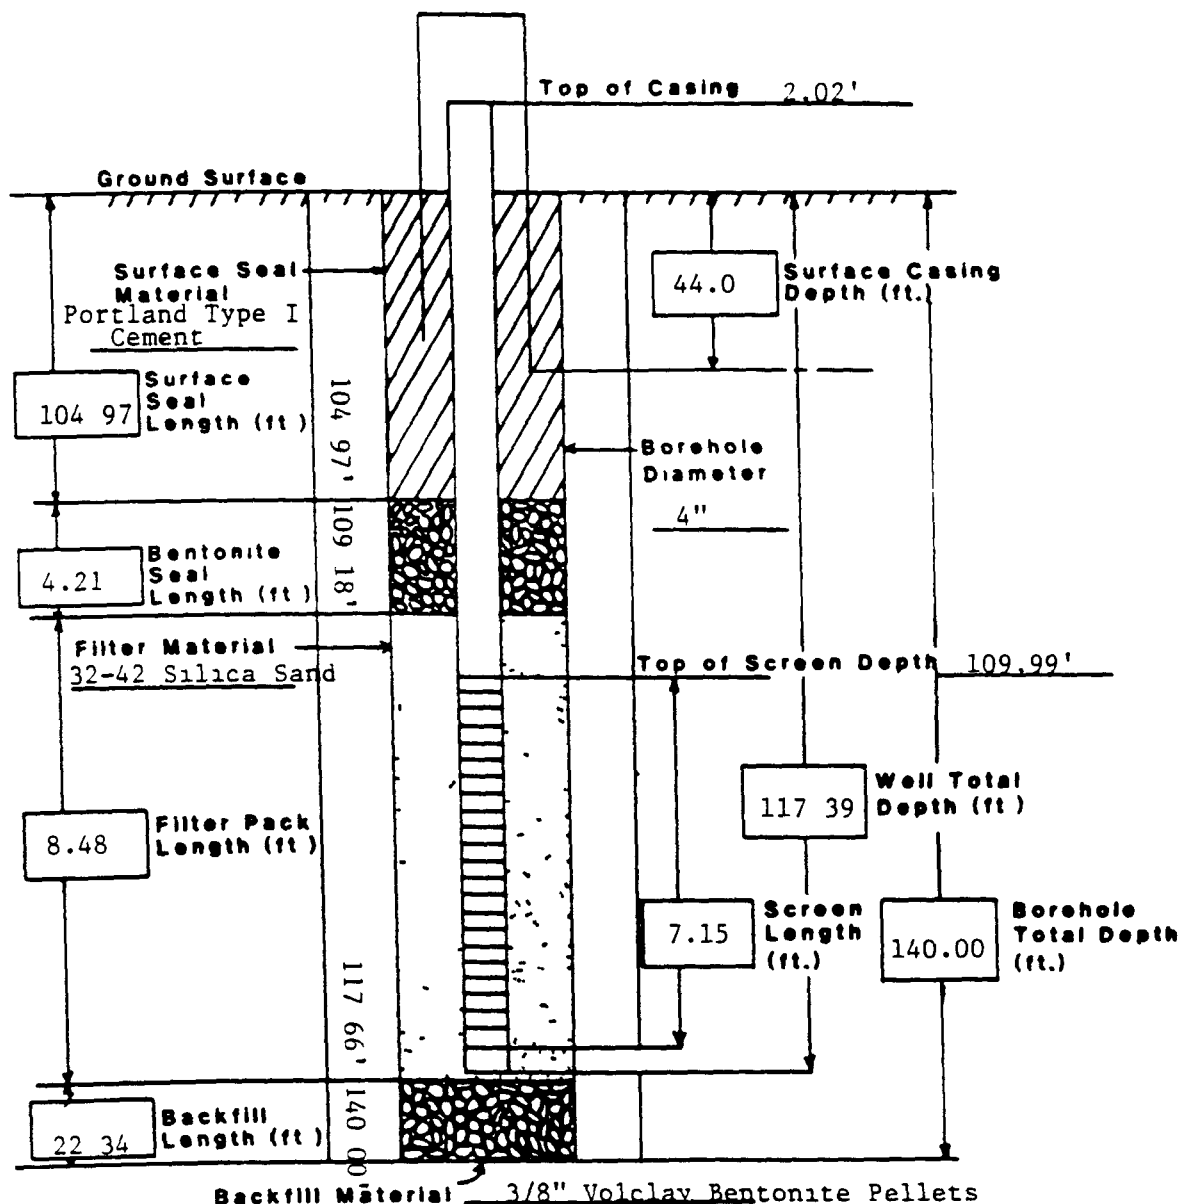 Top of Casing 2.02'
Ground Surface
Surface Seal
Material
Portland Type I
Cement
44.0
Surface Casing
Depth (ft.)
104 97
Surface
Seal
Length (ft )
104 97'
Borehole
Diameter
4"
109 18'
4.21
Bentonite
Seal
Length (ft )
Filter Material
32-42 Silica Sand
Top of Screen Depth 109.99'
117 39
Well Total
Depth (ft )
8.48
Filter Pack
Length (ft )
7.15
Screen
Length
(ft.)
140.00
Borehole
Total Depth
(ft.)
117 66'
22 34
Backfill
Length (ft )
140 00
Backfill Material 3/8" Volclay Bentonite Pellets